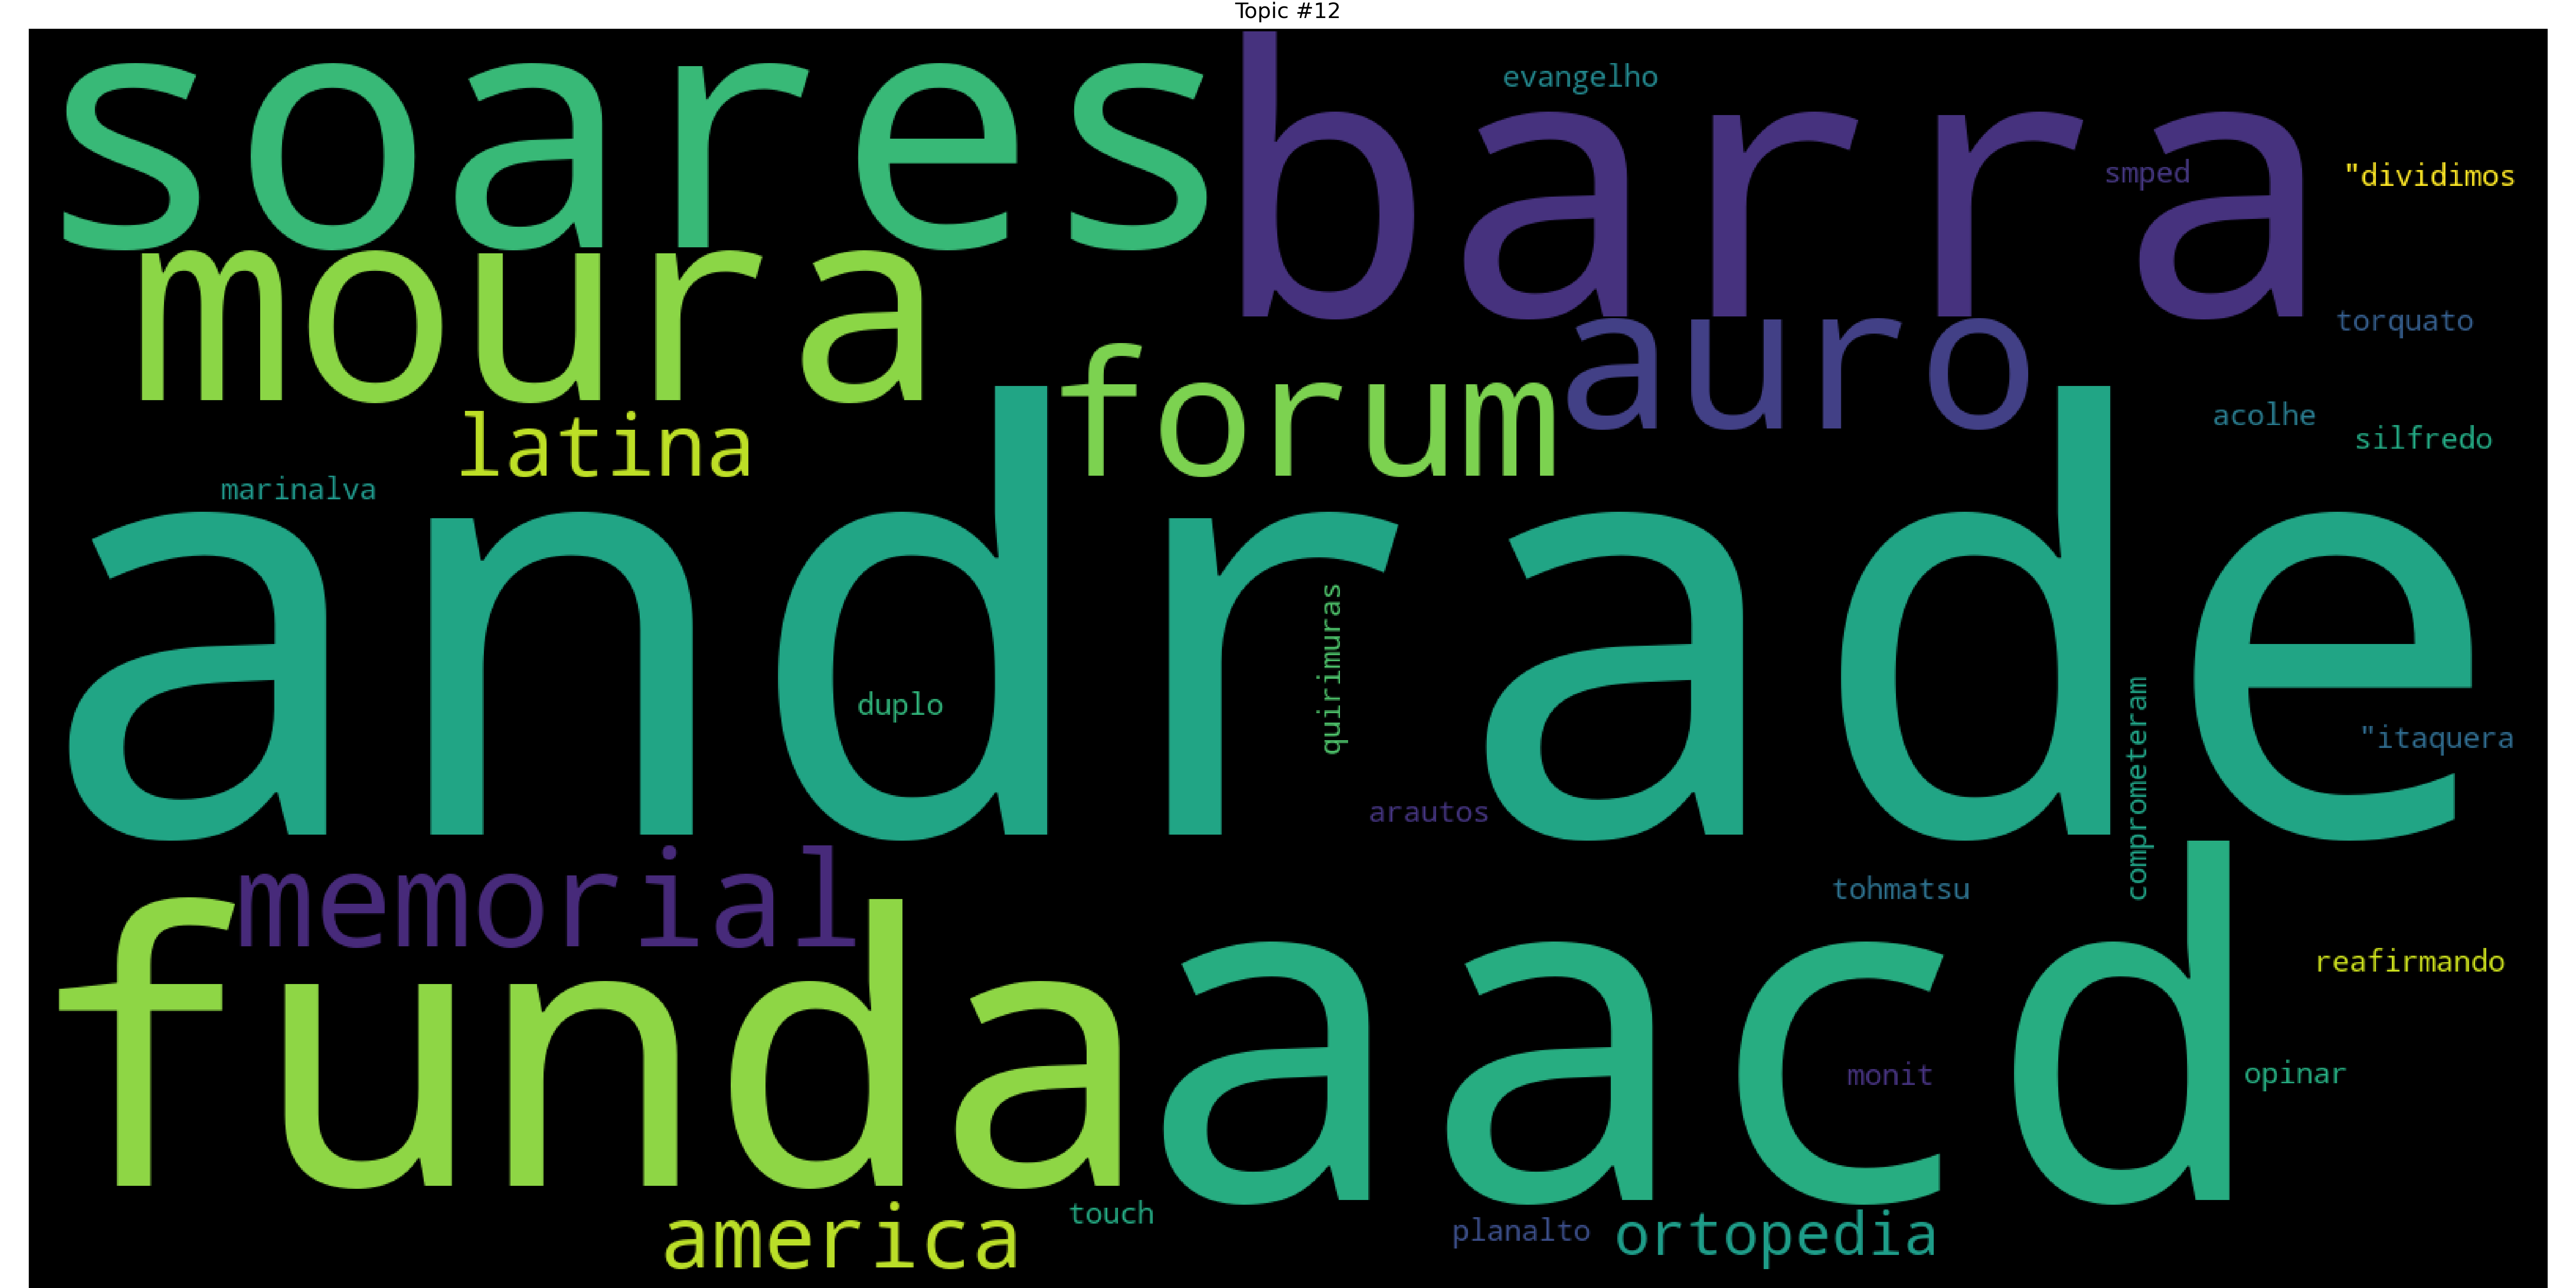 Topic #12
soares
barra
evangelho
smped
"dividimos
moura
auro
torquato
forum
latina
acolhe
silfredo
marinalva
andrade
quirimuras
duplo
comprometeram
"itaquera
arautos
memorial
tohmatsu
funda
aacd
reafirmando
monit
opinar
america
touch
planalto
ortopedia